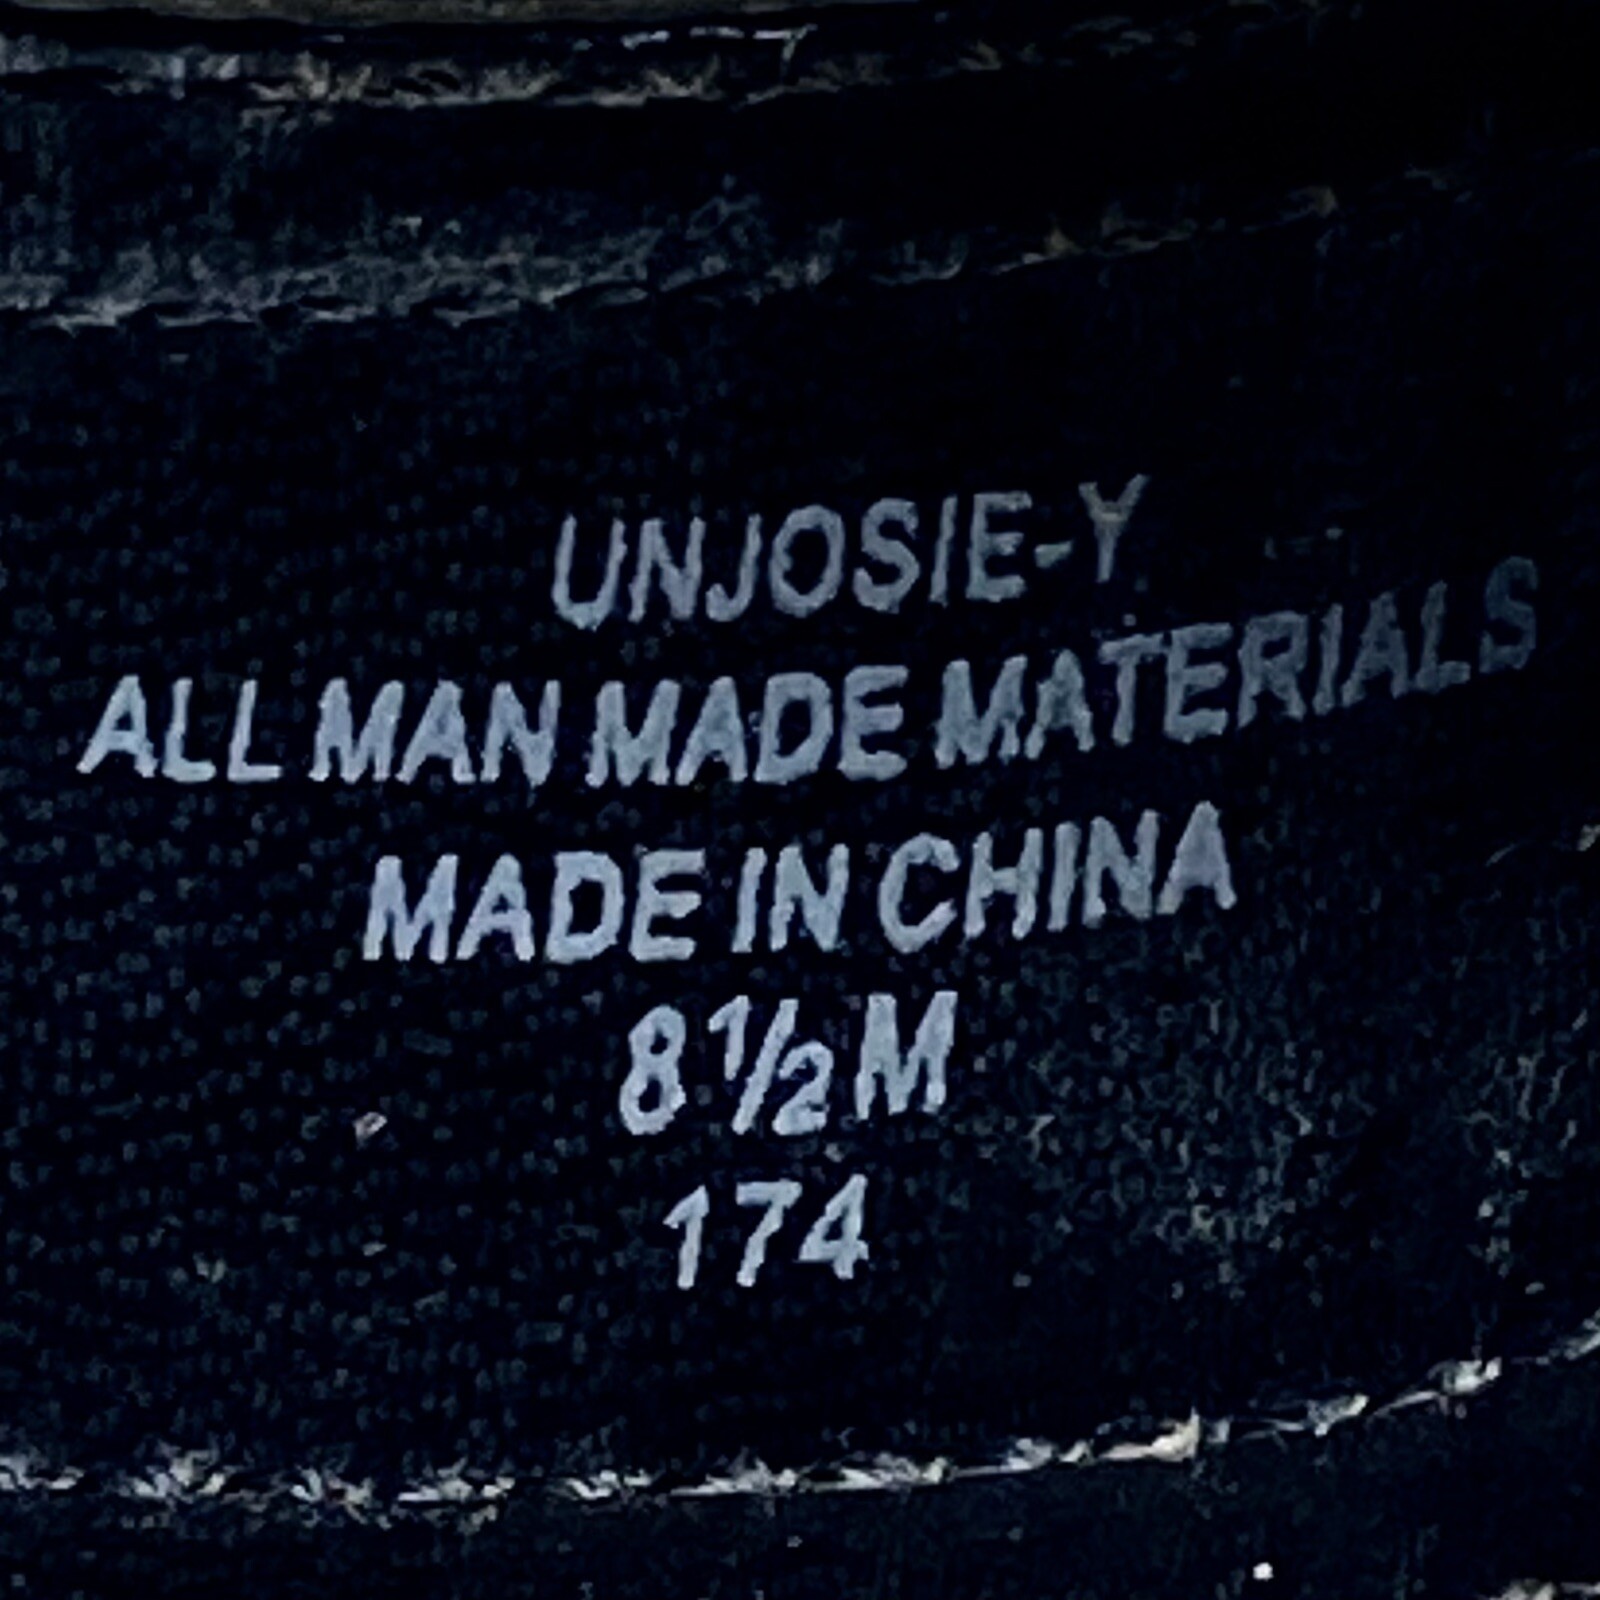 UNJOSIE-Y
ALL MAN MADE MATERIALS
MADE IN CHINA
8½M
174